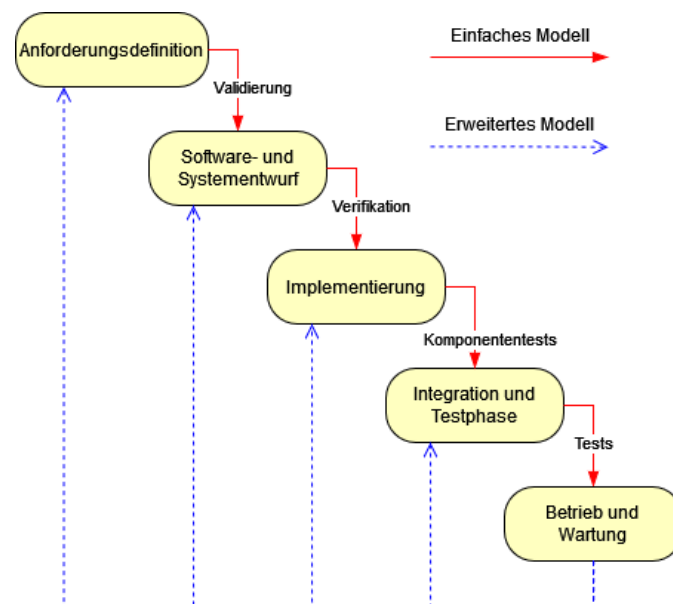 Anforderungsdefinition
Einfaches Modell
Validierung
Erweitertes Modell
Software- und
Systementwurf
Verifikation
Implementierung
Komponententests
Integration und
Testphase
Tests
Betrieb und
Wartung